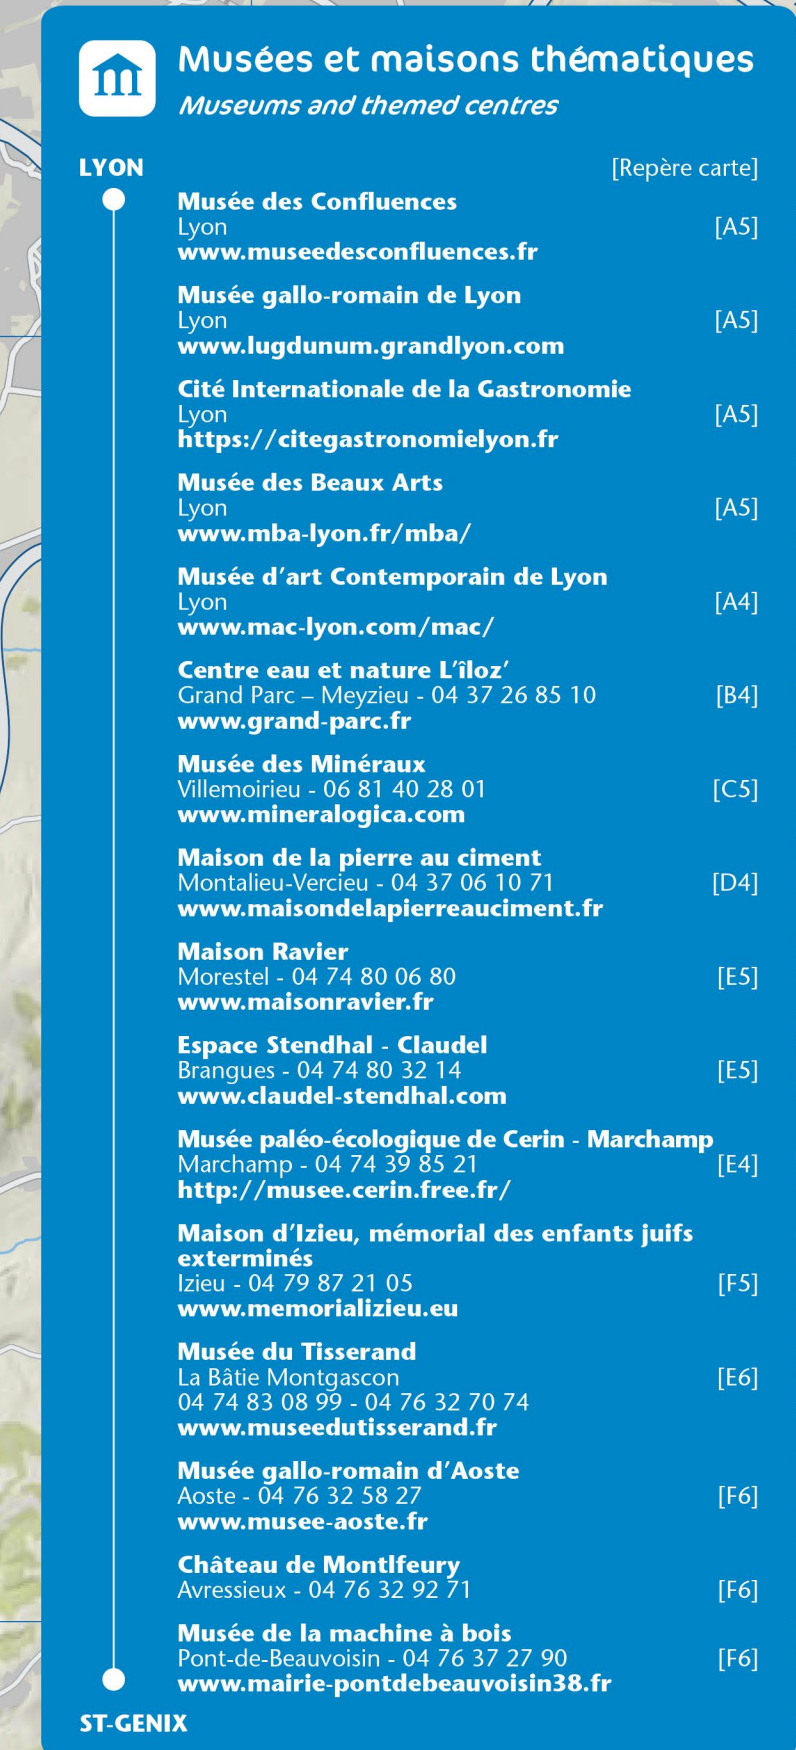 Musées et maisons thématiques
Museums and themed centres
LYON [Repère carte]
Musée des Confluences
Lyon [A5]
www.museedesconfluences.fr
Musée gallo-romain de Lyon
Lyon [A5]
www.lugdunum.grandlyon.com
Cité Internationale de la Gastronomie
Lyon [A5]
https://citegastronomielyon.fr
Musée des Beaux Arts
Lyon [A5]
www.mba-lyon.fr/mba/
Musée d’art Contemporain de Lyon
Lyon [A4]
www.mac-lyon.com/mac/
Centre eau et nature L’îloz’
Grand Parc – Meyzieu - 04 37 26 85 10 [B4]
www.grand-parc.fr
Musée des Minéraux
Villemoirieu - 06 81 40 28 01 [C5]
www.mineralogica.com
Maison de la pierre au ciment
Montalieu-Vercieu - 04 37 06 10 71 [D4]
www.maisondelapierreauciment.fr
Maison Ravier
Morestel - 04 74 80 06 80 [E5]
www.maisonravier.fr
Espace Stendhal - Claudel
Brangues - 04 74 80 32 14 [E5]
www.claudel-stendhal.com
Musée paléo-écologique de Cerin - Marchamp
Marchamp - 04 74 39 85 21 [E4]
http://musee.cerin.free.fr/
Maison d’Izieu, mémorial des enfants juifs
exterminés
Izieu - 04 79 87 21 05 [F5]
www.memorializieu.eu
Musée du Tisserand
La Bâtie Montgascon [E6]
04 74 83 08 99 - 04 76 32 70 74
www.museedutisserand.fr
Musée gallo-romain d’Aoste
Aoste - 04 76 32 58 27 [F6]
www.musee-aoste.fr
Château de Montlfeury
Avressieux - 04 76 32 92 71 [F6]
Musée de la machine à bois
Pont-de-Beauvoisin - 04 76 37 27 90 [F6]
www.mairie-pontdebeauvoisin38.fr
ST-GENIX